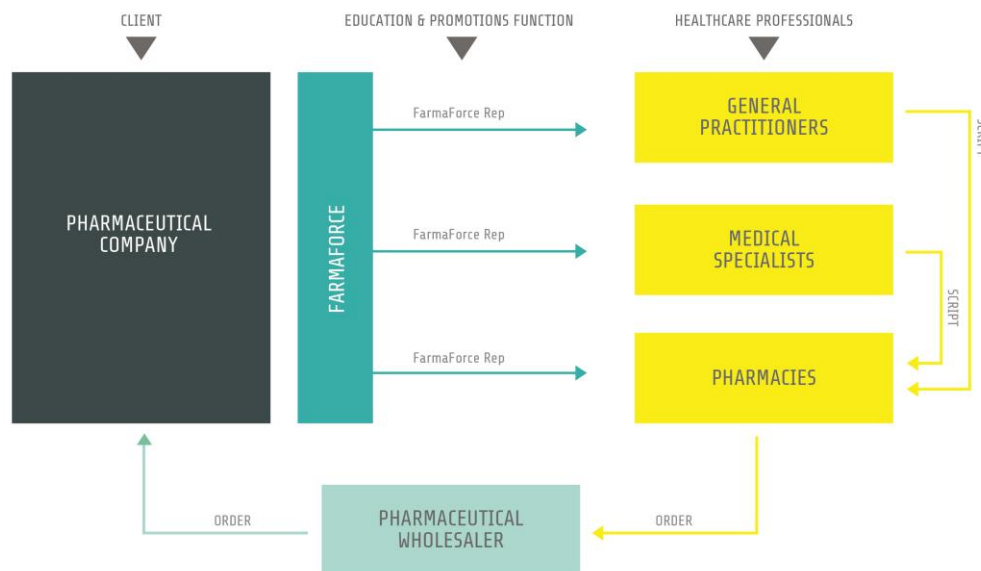 CLIENT
EDUCATION & PROMOTIONS FUNCTION
HEALTHCARE PROFESSIONALS
PHARMACEUTICAL
COMPANY
FARMAFORCE
FarmaForce Rep
GENERAL
PRACTITIONERS
SCRIPT
FarmaForce Rep
MEDICAL
SPECIALISTS
SCRIPT
FarmaForce Rep
PHARMACIES
ORDER
PHARMACEUTICAL
WHOLESALER
ORDER